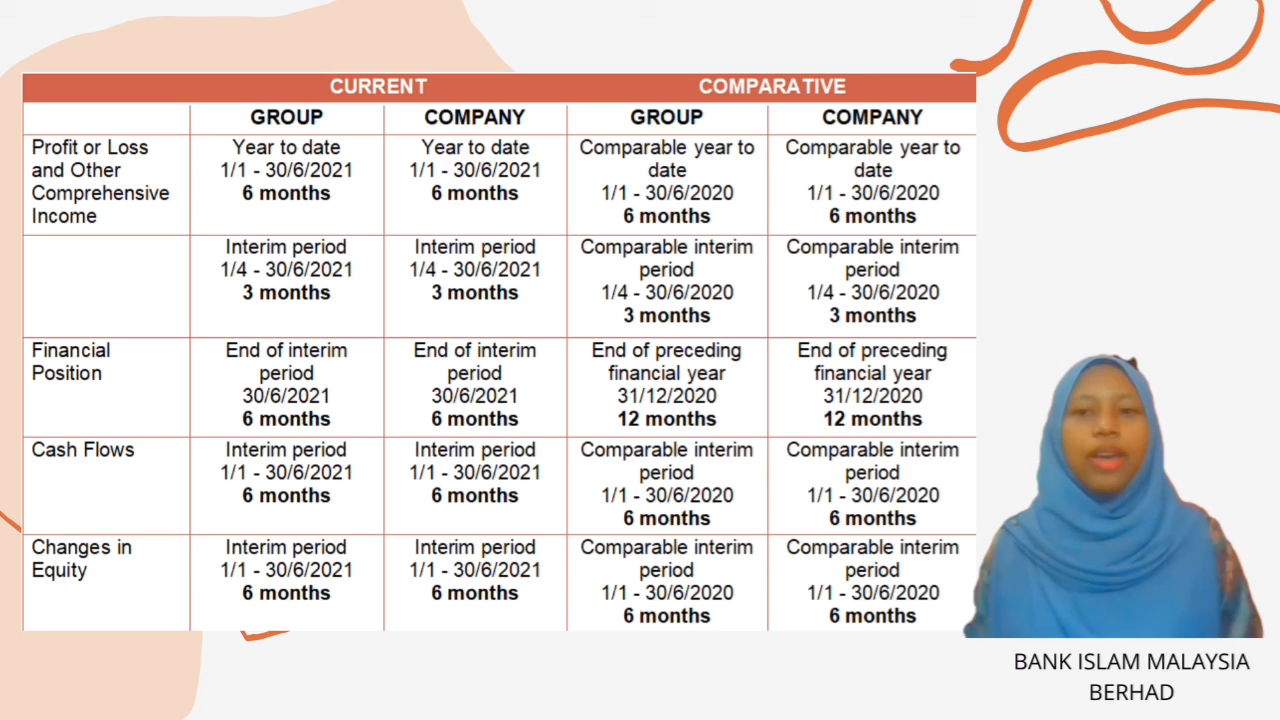 CURRENT COMPARATIVE
GROUP COMPANY GROUP COMPANY
Profit or Loss
and Other
Comprehensive
Income
Year to date
1/1 - 30/6/2021
6 months
Year to date
1/1 - 30/6/2021
6 months
Comparable year to
date
1/1 - 30/6/2020
6 months
Comparable year to
date
1/1 - 30/6/2020
6 months
Interim period
1/4 - 30/6/2021
3 months
Interim period
1/4 - 30/6/2021
3 months
Comparable interim
period
1/4 - 30/6/2020
3 months
Comparable interim
period
1/4 - 30/6/2020
3 months
Financial
Position
End of interim
period
30/6/2021
6 months
End of interim
period
30/6/2021
6 months
End of preceding
financial year
31/12/2020
12 months
End of preceding
financial year
31/12/2020
12 months
Cash Flows
Interim period
1/1 - 30/6/2021
6 months
Interim period
1/1 - 30/6/2021
6 months
Comparable interim
period
1/1 - 30/6/2020
6 months
Comparable interim
period
1/1 - 30/6/2020
6 months
Changes in
Equity
Interim period
1/1 - 30/6/2021
6 months
Interim period
1/1 - 30/6/2021
6 months
Comparable interim
period
1/1 - 30/6/2020
6 months
Comparable interim
period
1/1 - 30/6/2020
6 months
BANK ISLAM MALAYSIA
BERHAD